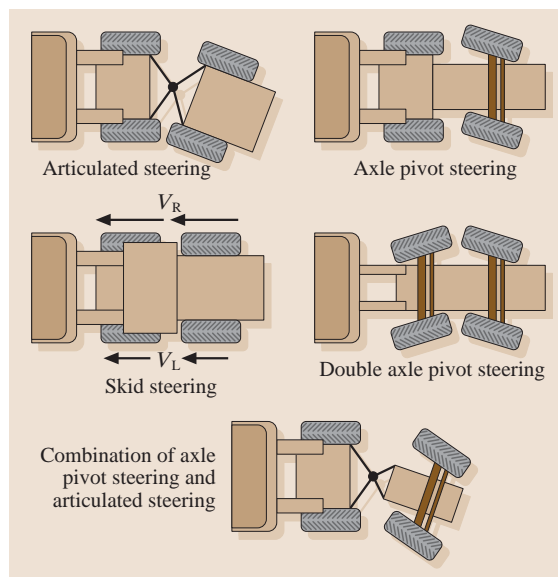 Articulated steering
Axle pivot steering
V_R
V_L
Skid steering
Double axle pivot steering
Combination of axle
pivot steering and
articulated steering